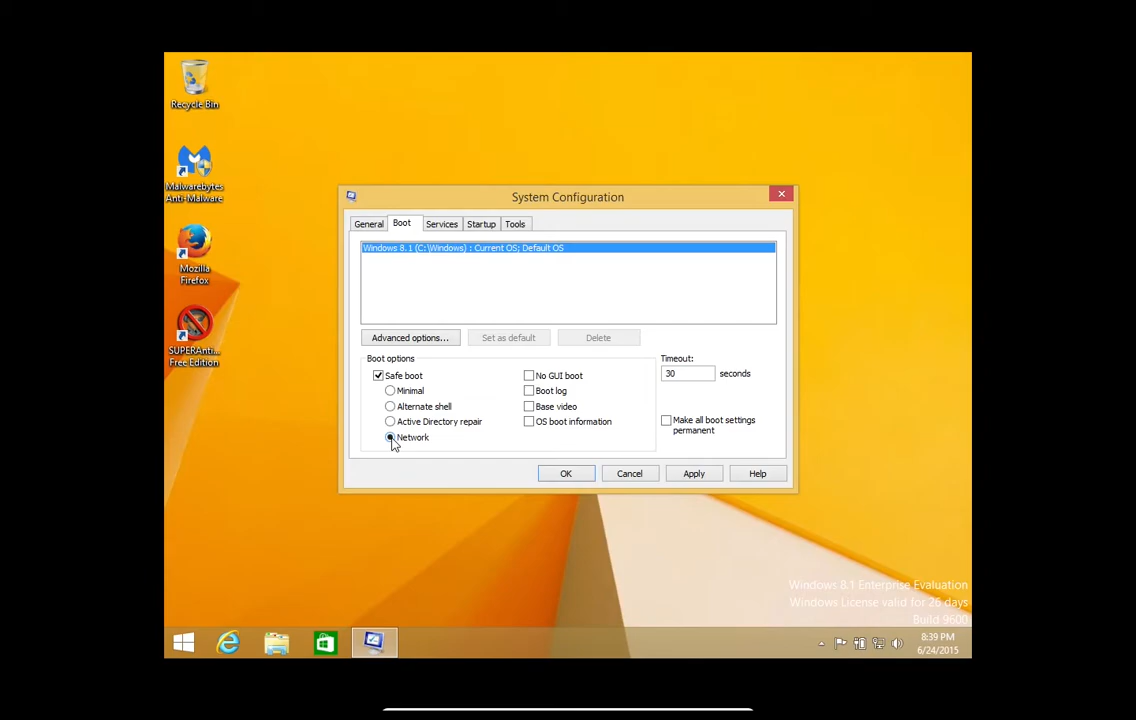 Recycle Bin
Malwarebytes
Anti-Malware
Mozilla
Firefox
SUPERAnti...
Free Edition
System Configuration
General
Boot
Services
Startup
Tools
Windows 8.1 (C:\Windows) : Current OS; Default OS
Advanced options...
Set as default
Delete
Boot options
Safe boot
Minimal
Alternate shell
Active Directory repair
Network
No GUI boot
Boot log
Base video
OS boot information
Timeout:
30 seconds
Make all boot settings
permanent
OK
Cancel
Apply
Help
Windows 8.1 Enterprise Evaluation
Windows License valid for 26 days
Build 9600
8:39 PM
6/24/2015